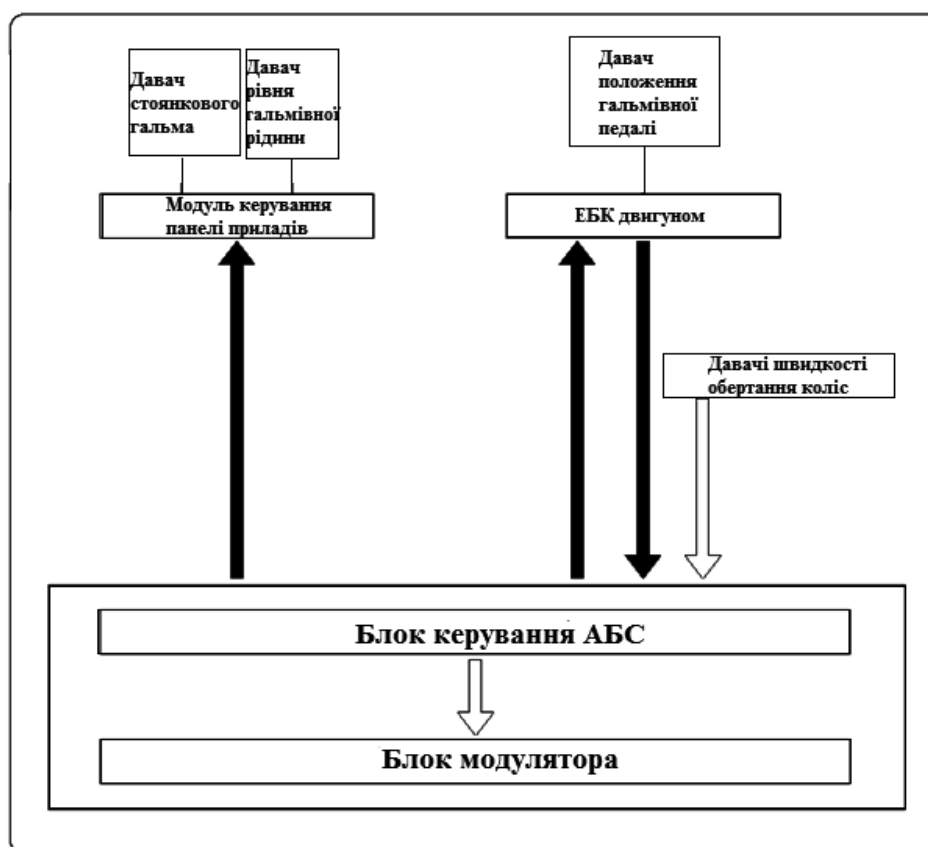 Давач
стоянкового
гальма
Давач
рівня
гальмівної
рідини
Давач
положення
гальмівної
педалі
Модуль керування
панелі приладів
ЕБК двигуном
Давачі швидкості
обертання коліс
Блок керування АБС
Блок модулятора